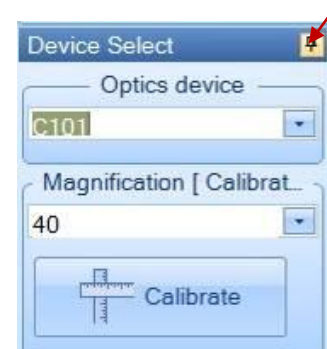 Device Select
Optics device
C101
Magnification [ Calibrat...
40
Calibrate